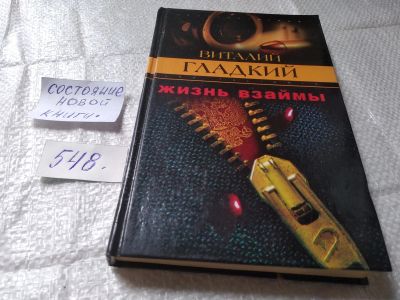 ВИТАЛИЙ
ГЛАДКИЙ
ЖИЗНЬ ВЗАЙМЫ
состояние
новой
книги.
548.